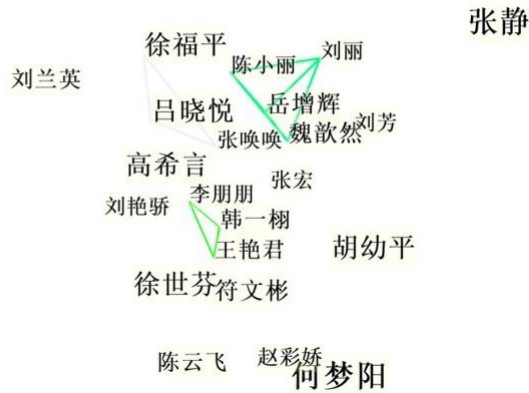 张静
徐福平
陈小丽
刘丽
刘兰英
岳增辉
吕晓悦
魏歆然
刘芳
张唤唤
高希言
张宏
李朋朋
刘艳骄
韩一栩
王艳君
胡幼平
徐世芬
符文彬
陈云飞
赵彩娇
何梦阳